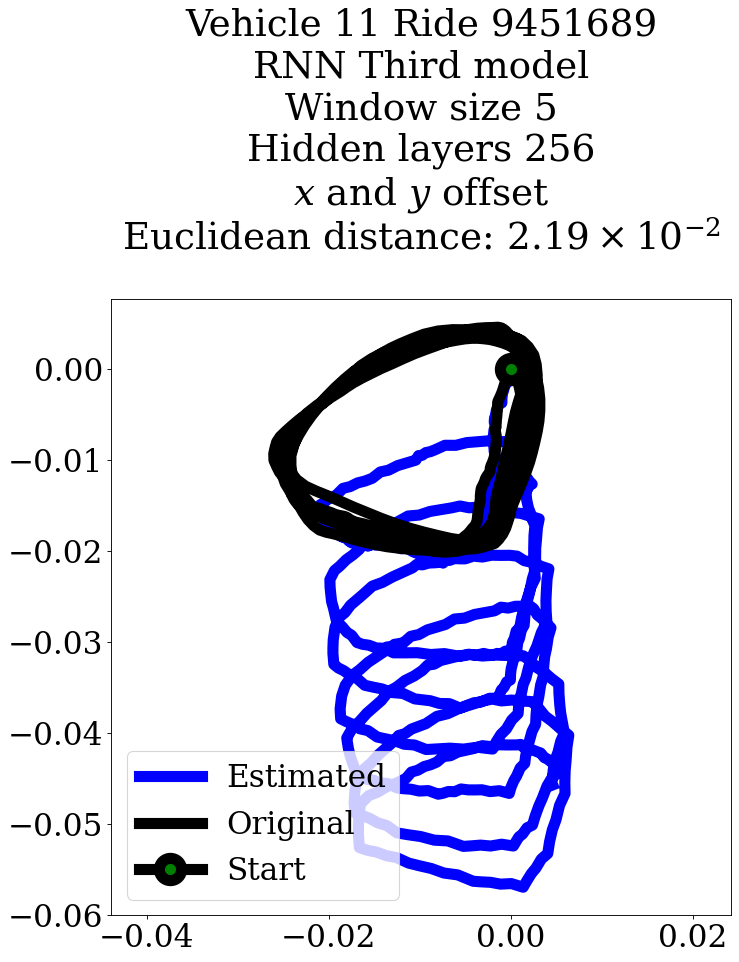 Vehicle 11 Ride 9451689
RNN Third model
Window size 5
Hidden layers 256
x and y offset
Euclidean distance: 2.19 × 10⁻²
0.00
−0.01
−0.02
−0.03
−0.04
−0.05
−0.06
Estimated
Original
Start
−0.04 −0.02 0.00 0.02